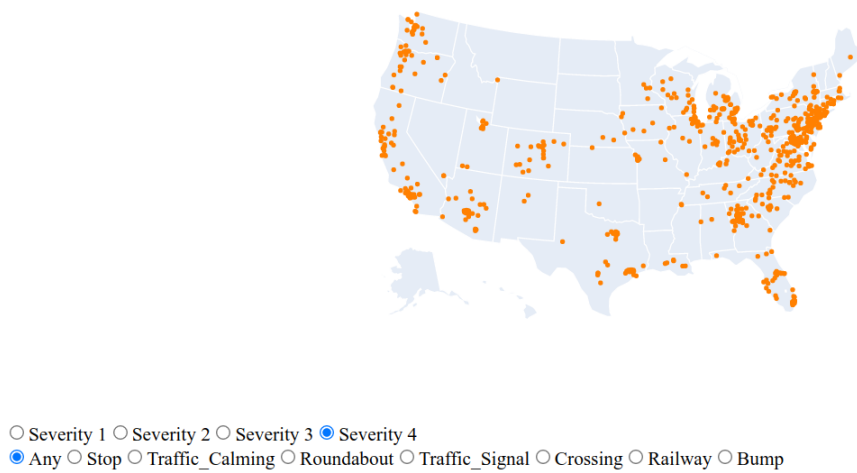 Severity 1 Severity 2 Severity 3 Severity 4
Any Stop Traffic_Calming Roundabout Traffic_Signal Crossing Railway Bump